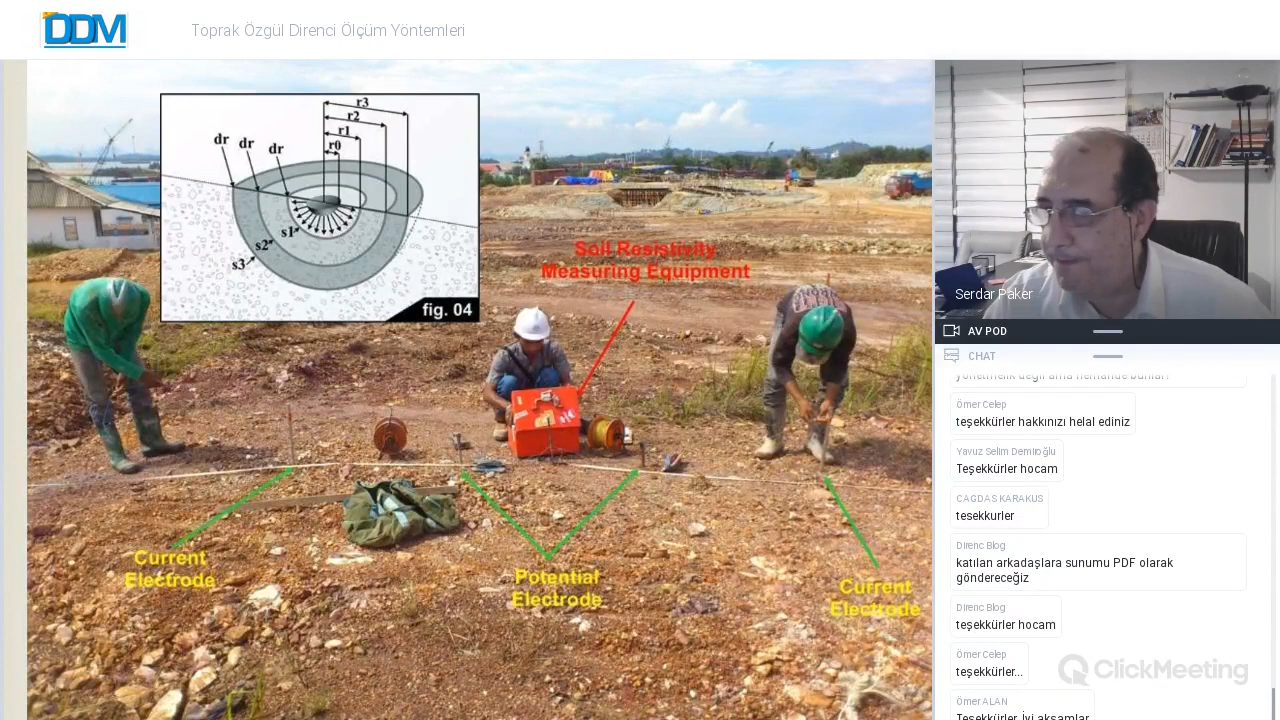 DDM
Toprak Özgül Direnci Ölçüm Yöntemleri
r3
r2
r1
r0
dr
dr
dr
s1
s2
s3
fig. 04
Soil Resistivity
Measuring Equipment
Current
Electrode
Potential
Electrode
Current
Electrode
Serdar Paker
AV POD
CHAT
Ömer Celep
teşekkürler hakkınızı helal ediniz
Yavuz Selim Demiroğlu
Teşekkürler hocam
CAGDAS KARAKUS
tesekkurler
Direnc Blog
katılan arkadaşlara sunumu PDF olarak
göndereceğiz
Direnc Blog
teşekkürler hocam
Ömer Celep
teşekkürler...
ClickMeeting
Ömer ALAN
Teşekkürler. İyi akşamlar